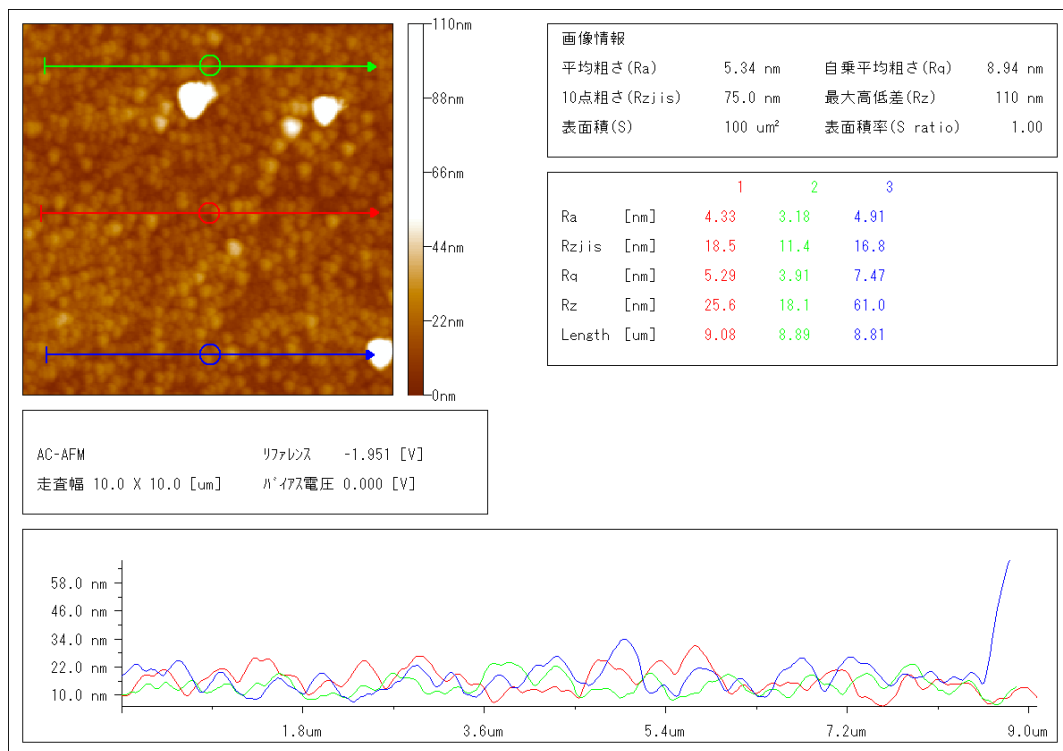 110nm
88nm
66nm
44nm
22nm
0nm
画像情報
平均粗さ(Ra) 5.34 nm 自乗平均粗さ(Rq) 8.94 nm
10点粗さ(Rzjis) 75.0 nm 最大高低差(Rz) 110 nm
表面積(S) 100 um² 表面積率(S ratio) 1.00
1 2 3
Ra [nm] 4.33 3.18 4.91
Rzjis [nm] 18.5 11.4 16.8
Rq [nm] 5.29 3.91 7.47
Rz [nm] 25.6 18.1 61.0
Length [um] 9.08 8.89 8.81
AC-AFM ﾘﾌｧﾚﾝｽ -1.951 [V]
走査幅 10.0 X 10.0 [um] ﾊﾞｲｱｽ電圧 0.000 [V]
58.0 nm
46.0 nm
34.0 nm
22.0 nm
10.0 nm
1.8um 3.6um 5.4um 7.2um 9.0um